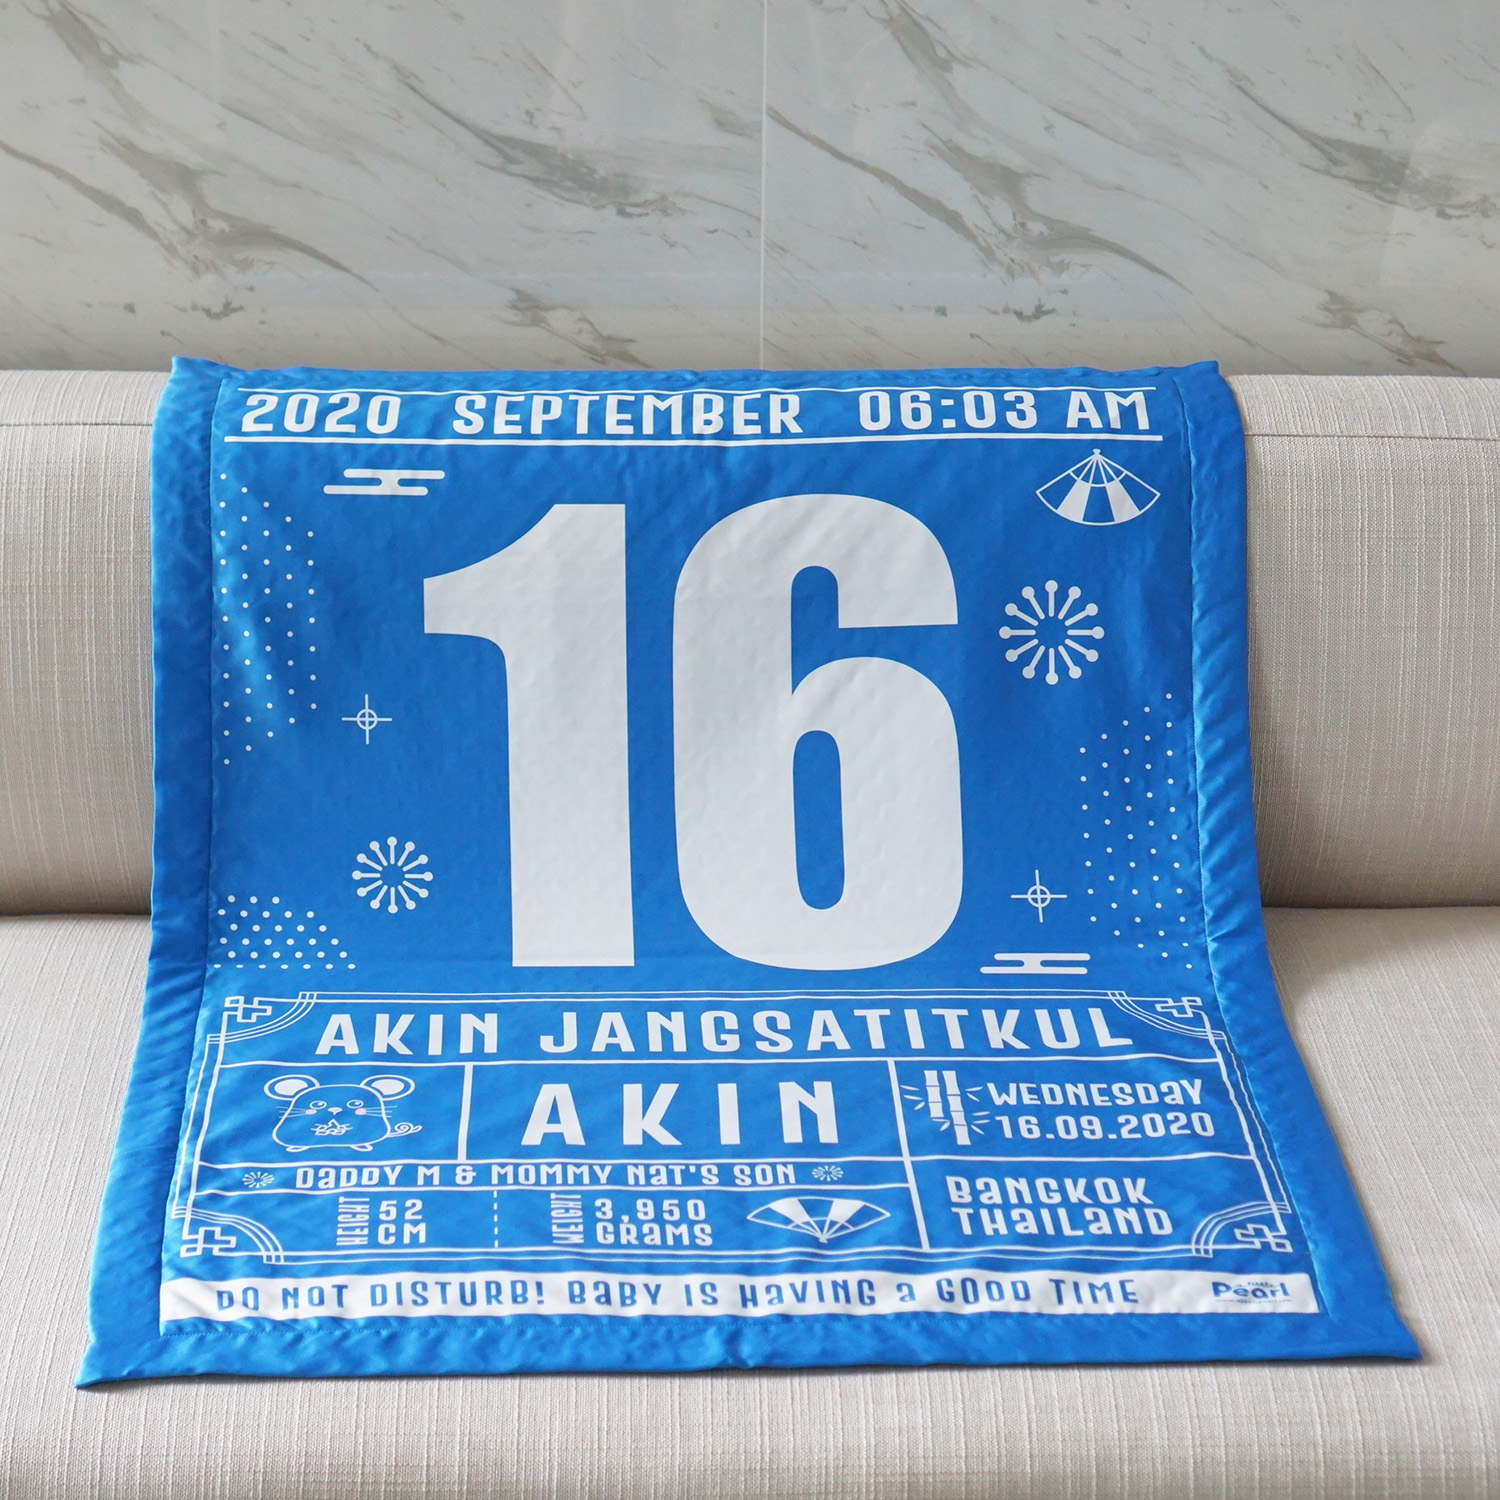 2020 SEPTEMBER 06:03 AM
16
AKIN JANGSATITKUL
AKIN
WEDNESDAY
16.09.2020
DADDY M & MOMMY NAT'S SON
HEIGHT 52 CM
WEIGHT 3,950 GRAMS
BANGKOK
THAILAND
DO NOT DISTURB! BABY IS HAVING A GOOD TIME
Pearl